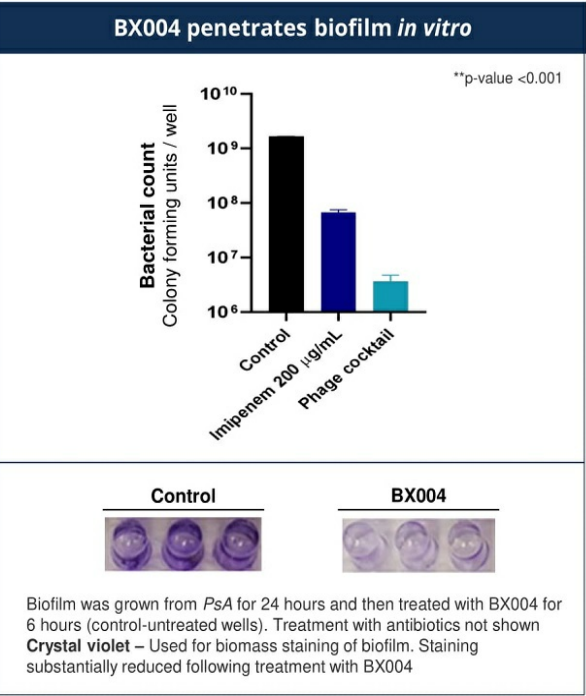 BX004 penetrates biofilm in vitro
**p-value <0.001
Bacterial count
Colony forming units / well
10¹⁰
10⁹
10⁸
10⁷
10⁶
Control
Imipenem 200 μg/mL
Phage cocktail
Control
BX004
Biofilm was grown from PsA for 24 hours and then treated with BX004 for
6 hours (control-untreated wells). Treatment with antibiotics not shown
Crystal violet – Used for biomass staining of biofilm. Staining
substantially reduced following treatment with BX004